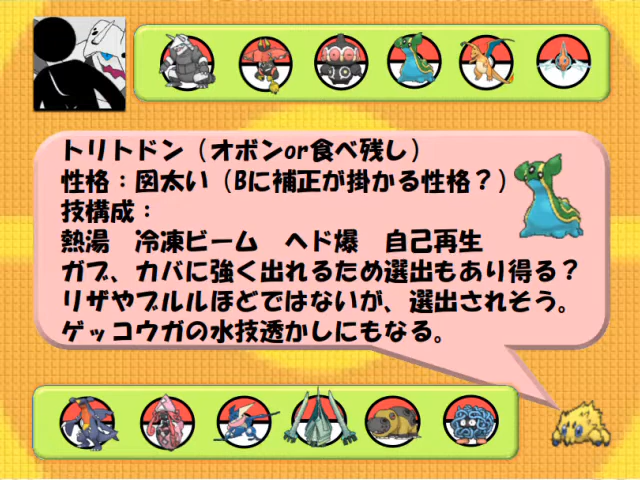 トリトドン（オボンor食べ残し）
性格：図太い（Bに補正が掛かる性格？）
技構成：
熱湯　冷凍ビーム　ヘド爆　自己再生
ガブ、カバに強く出れるため選出もあり得る？
リザやブルルほどではないが、選出されそう。
ゲッコウガの水技透かしにもなる。